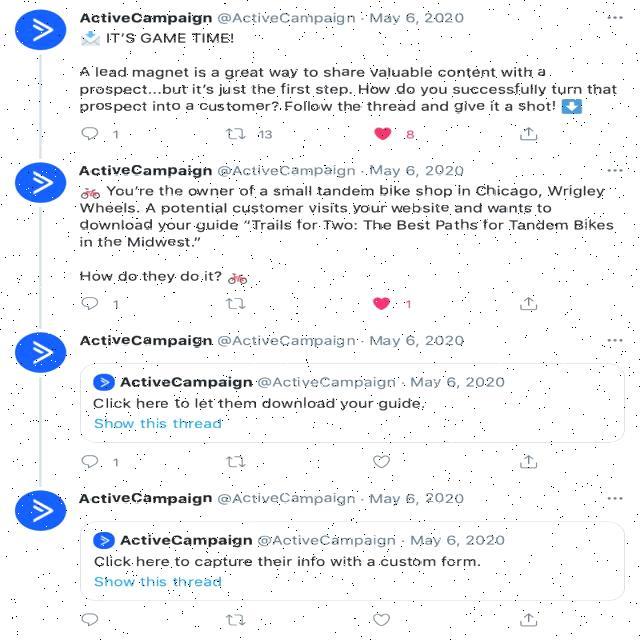 ActiveCampaign @ActiveCampaign · May 6, 2020
📩 IT'S GAME TIME!
A lead magnet is a great way to share valuable content with a
prospect...but it's just the first step. How do you successfully turn that
prospect into a customer? Follow the thread and give it a shot! ⬇️
1 13 8
ActiveCampaign @ActiveCampaign · May 6, 2020
🚲 You're the owner of a small tandem bike shop in Chicago, Wrigley
Wheels. A potential customer visits your website and wants to
download your guide “Trails for Two: The Best Paths for Tandem Bikes
in the Midwest.”
How do they do it? 🚲
1 1
ActiveCampaign @ActiveCampaign · May 6, 2020
ActiveCampaign @ActiveCampaign · May 6, 2020
Click here to let them download your guide.
Show this thread
1
ActiveCampaign @ActiveCampaign · May 6, 2020
ActiveCampaign @ActiveCampaign · May 6, 2020
Click here to capture their info with a custom form.
Show this thread